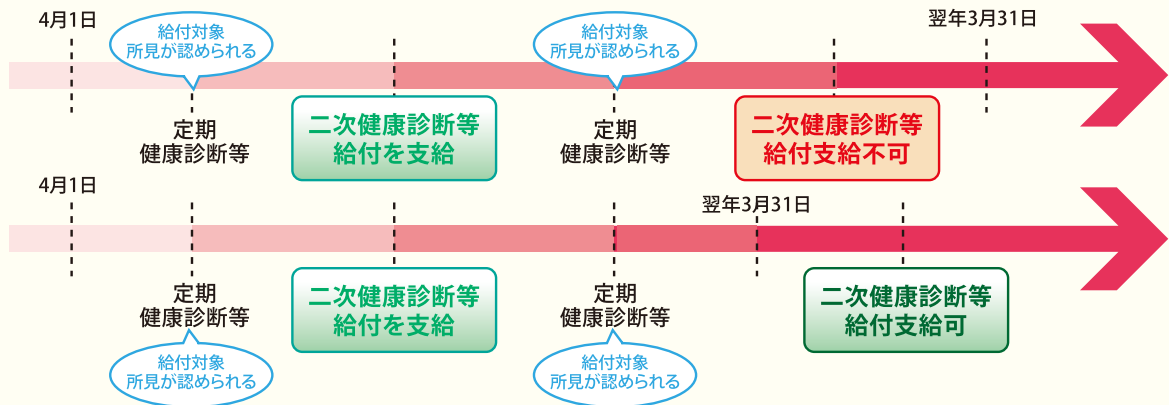 4月1日
給付対象
所見が認められる
給付対象
所見が認められる
翌年3月31日
定期
健康診断等
二次健康診断等
給付を支給
定期
健康診断等
二次健康診断等
給付支給不可
4月1日
翌年3月31日
定期
健康診断等
二次健康診断等
給付を支給
定期
健康診断等
二次健康診断等
給付支給可
給付対象
所見が認められる
給付対象
所見が認められる